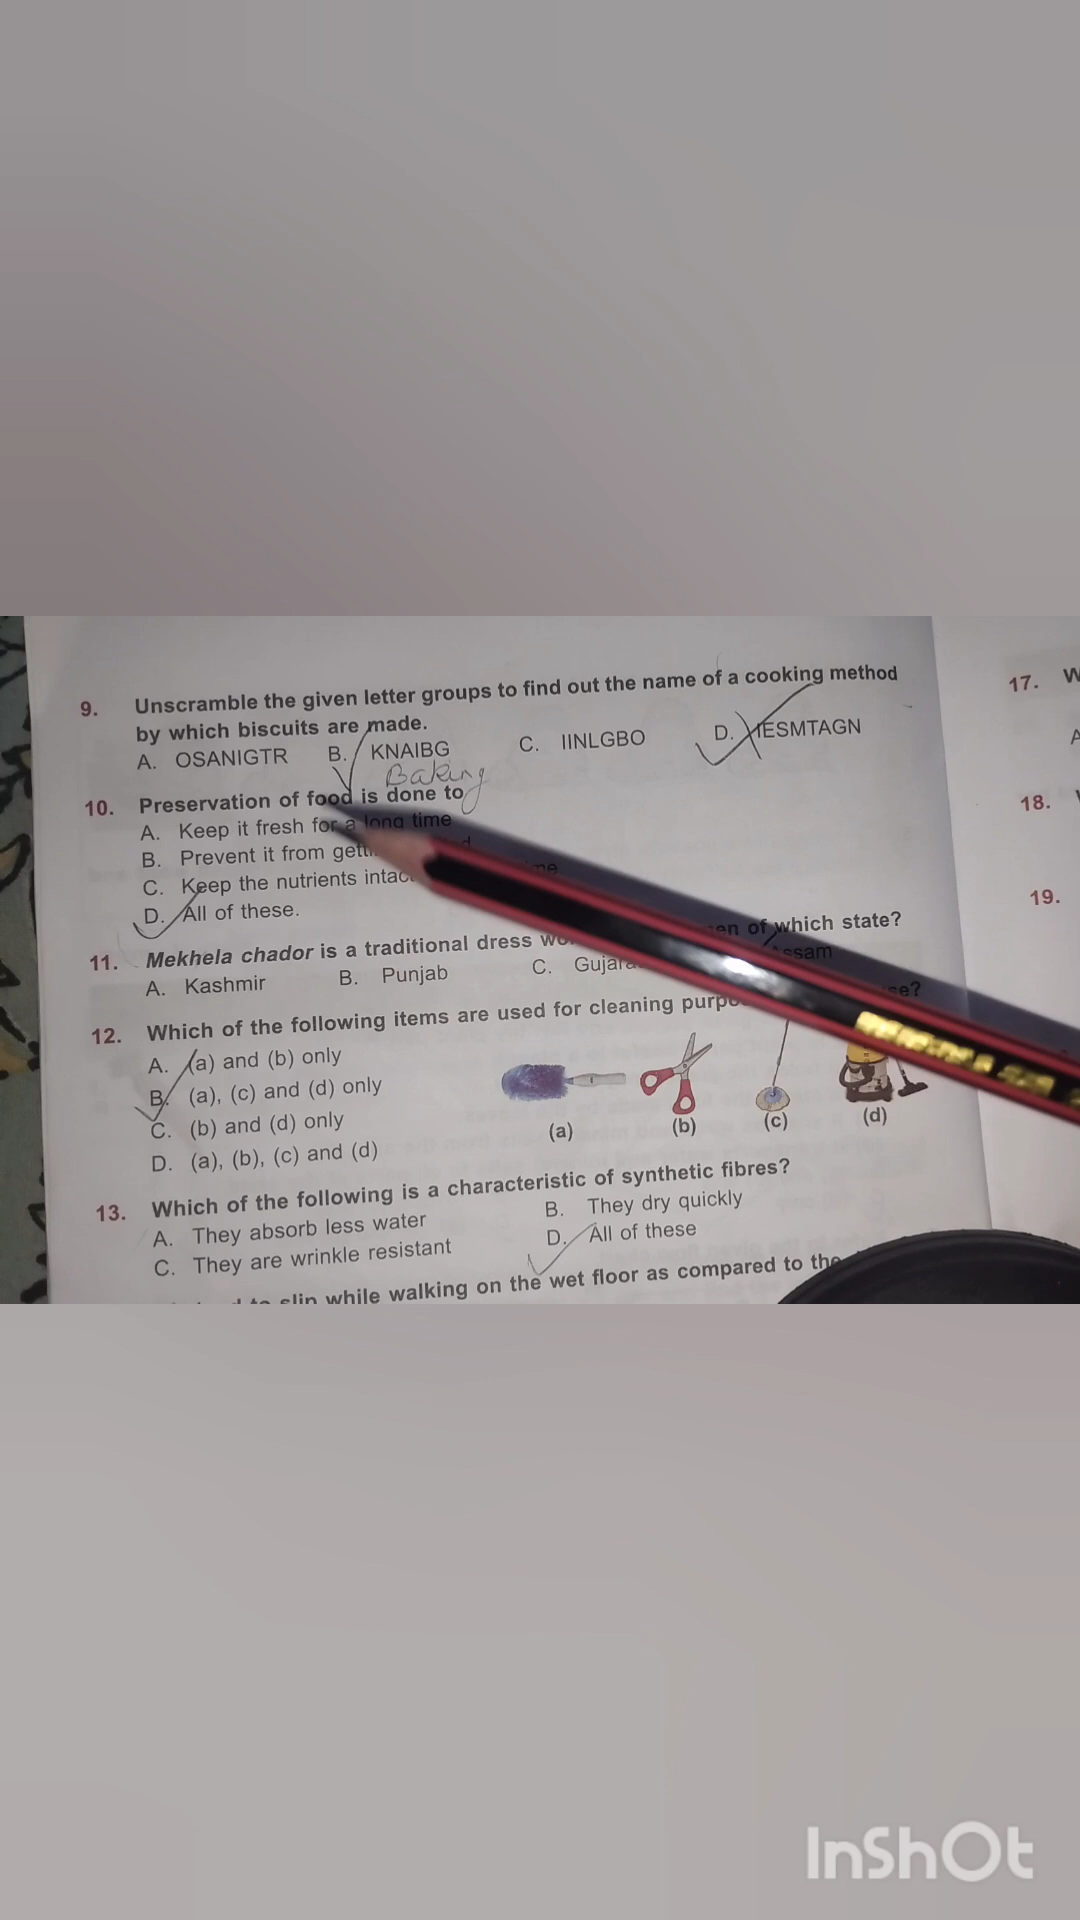 9. Unscramble the given letter groups to find out the name of a cooking method
by which biscuits are made.
A. OSANIGTR B. KNAIBG C. IINLGBO D. IESMTAGN
Baking
10. Preservation of food is done to
A. Keep it fresh for a long time
B. Prevent it from
C. Keep the nutrients
D. All of these.
11. Mekhela chador is a traditional dress of which state?
A. Kashmir B. Punjab C.
12. Which of the following items are used for cleaning
A. (a) and (b) only
B. (a), (c) and (d) only
C. (b) and (d) only
D. (a), (b), (c) and (d)
(a) (b) (c) (d)
13. Which of the following is a characteristic of synthetic fibres?
A. They absorb less water B. They dry quickly
C. They are wrinkle resistant D. All of these
slip while walking on the wet floor as compared to the
17.
18.
19.
InShOt